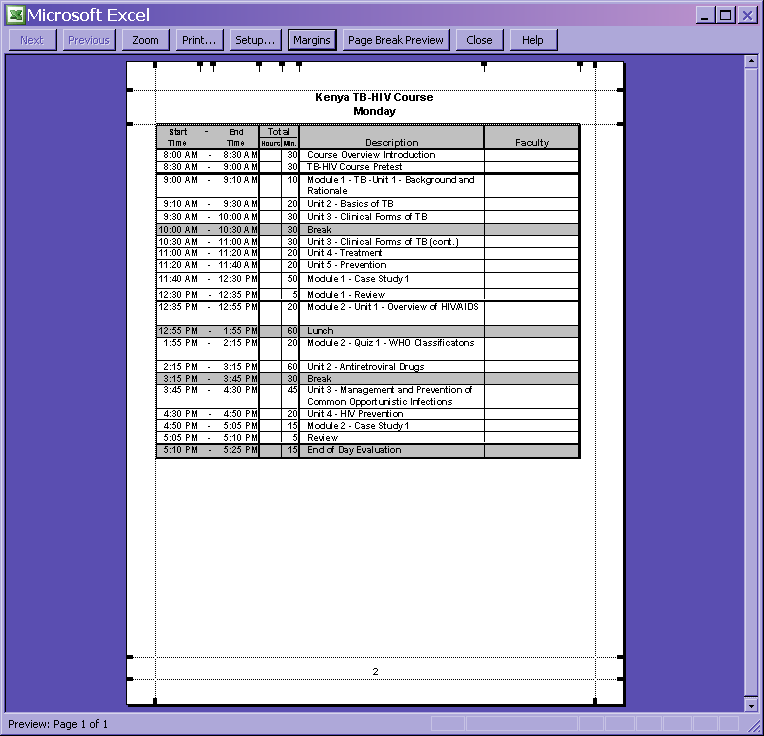 Microsoft Excel
Next Previous Zoom Print... Setup... Margins Page Break Preview Close Help
Kenya TB-HIV Course
Monday
Start - End Total
Time Time Hours Min. Description Faculty
8:00 AM - 8:30 AM 30 Course Overview Introduction
8:30 AM - 9:00 AM 30 TB-HIV Course Pretest
9:00 AM - 9:10 AM 10 Module 1 - TB -Unit 1 - Background and
Rationale
9:10 AM - 9:30 AM 20 Unit 2 - Basics of TB
9:30 AM - 10:00 AM 30 Unit 3 - Clinical Forms of TB
10:00 AM - 10:30 AM 30 Break
10:30 AM - 11:00 AM 30 Unit 3 - Clinical Forms of TB (cont.)
11:00 AM - 11:20 AM 20 Unit 4 - Treatment
11:20 AM - 11:40 AM 20 Unit 5 - Prevention
11:40 AM - 12:30 PM 50 Module 1 - Case Study 1
12:30 PM - 12:35 PM 5 Module 1 - Review
12:35 PM - 12:55 PM 20 Module 2 - Unit 1 - Overview of HIV/AIDS
12:55 PM - 1:55 PM 60 Lunch
1:55 PM - 2:15 PM 20 Module 2 - Quiz 1 - WHO Classificatons
2:15 PM - 3:15 PM 60 Unit 2 - Antiretroviral Drugs
3:15 PM - 3:45 PM 30 Break
3:45 PM - 4:30 PM 45 Unit 3 - Management and Prevention of
Common Opportunistic Infections
4:30 PM - 4:50 PM 20 Unit 4 - HIV Prevention
4:50 PM - 5:05 PM 15 Module 2 - Case Study 1
5:05 PM - 5:10 PM 5 Review
5:10 PM - 5:25 PM 15 End of Day Evaluation
2
Preview: Page 1 of 1